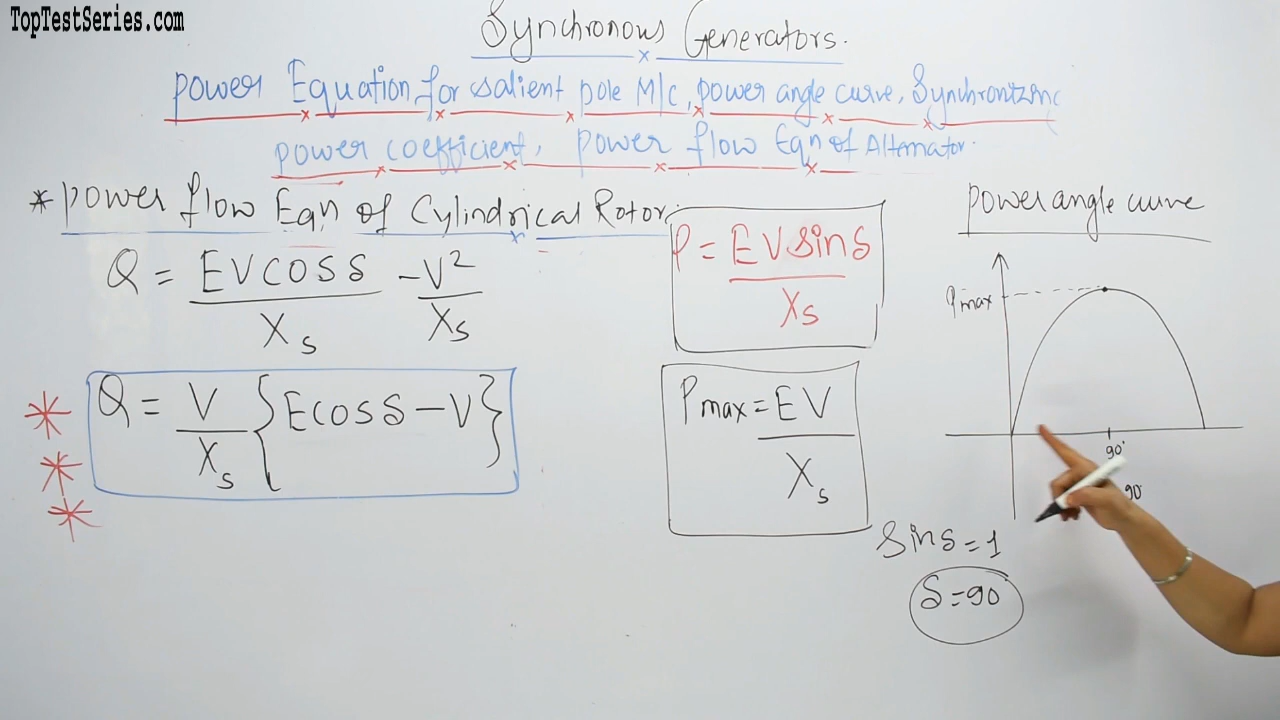 TopTestSeries.com
Synchronous Generators.
power Equation for salient pole M/c, power angle curve, Synchronizing
power coefficient, power flow Eqn of Alternator.
* power flow Eqn of Cylindrical Rotor:
Q = EVcosδ / Xs - V² / Xs
Q = V / Xs {Ecosδ - V}
P = EVsinδ / Xs
Pmax = EV / Xs
power angle curve
Pmax
90°
90°
Sinδ = 1
δ = 90